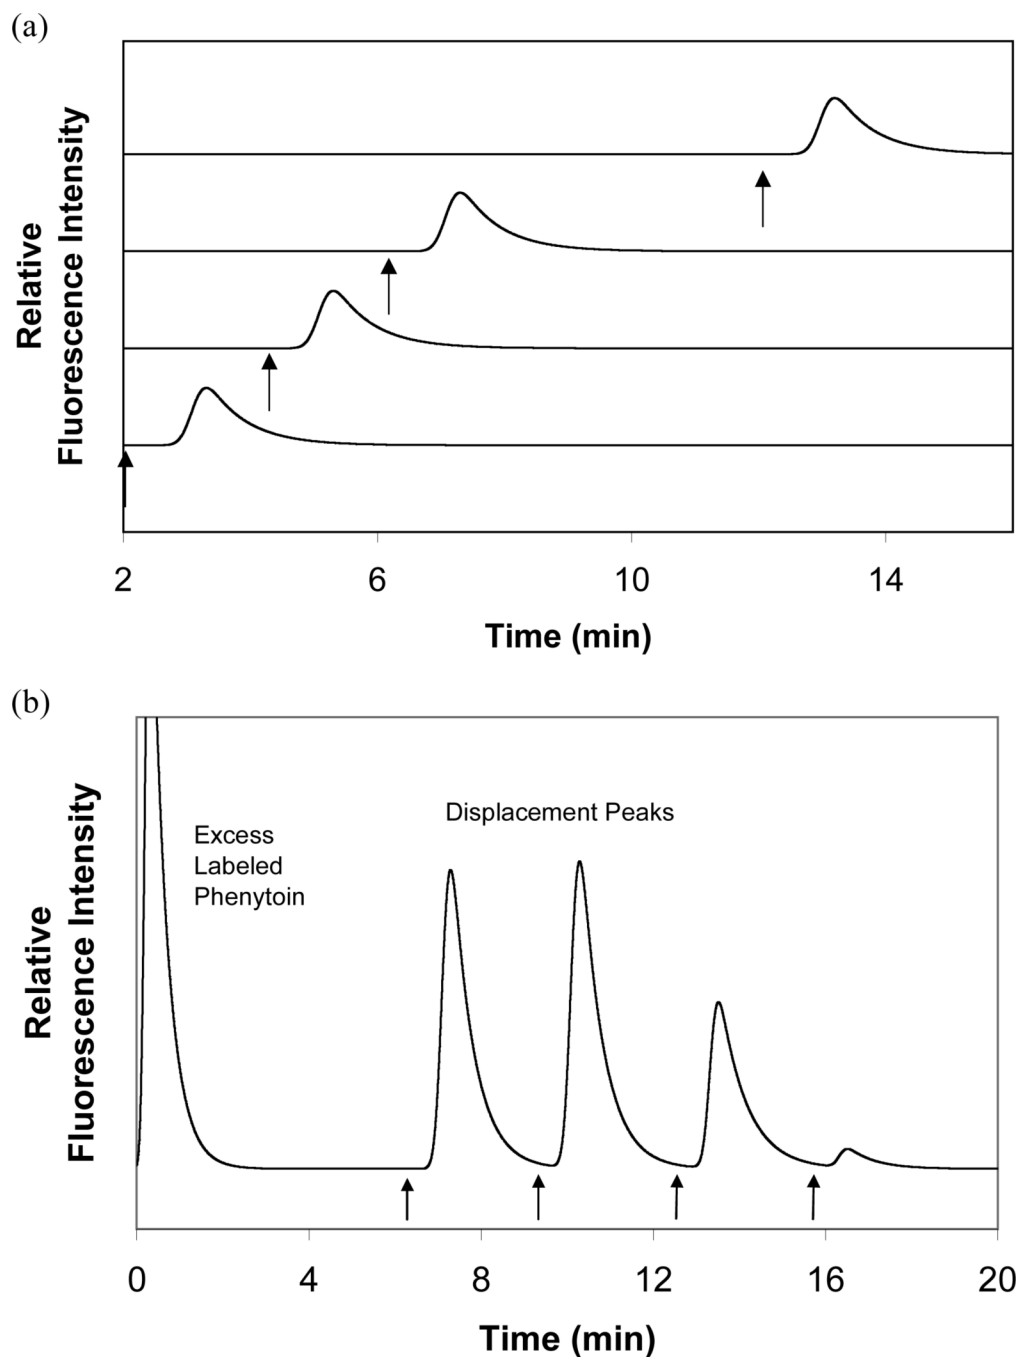 (a)
Relative
Fluorescence Intensity
2 6 10 14
Time (min)
(b)
Relative
Fluorescence Intensity
Displacement Peaks
Excess
Labeled
Phenytoin
0 4 8 12 16 20
Time (min)